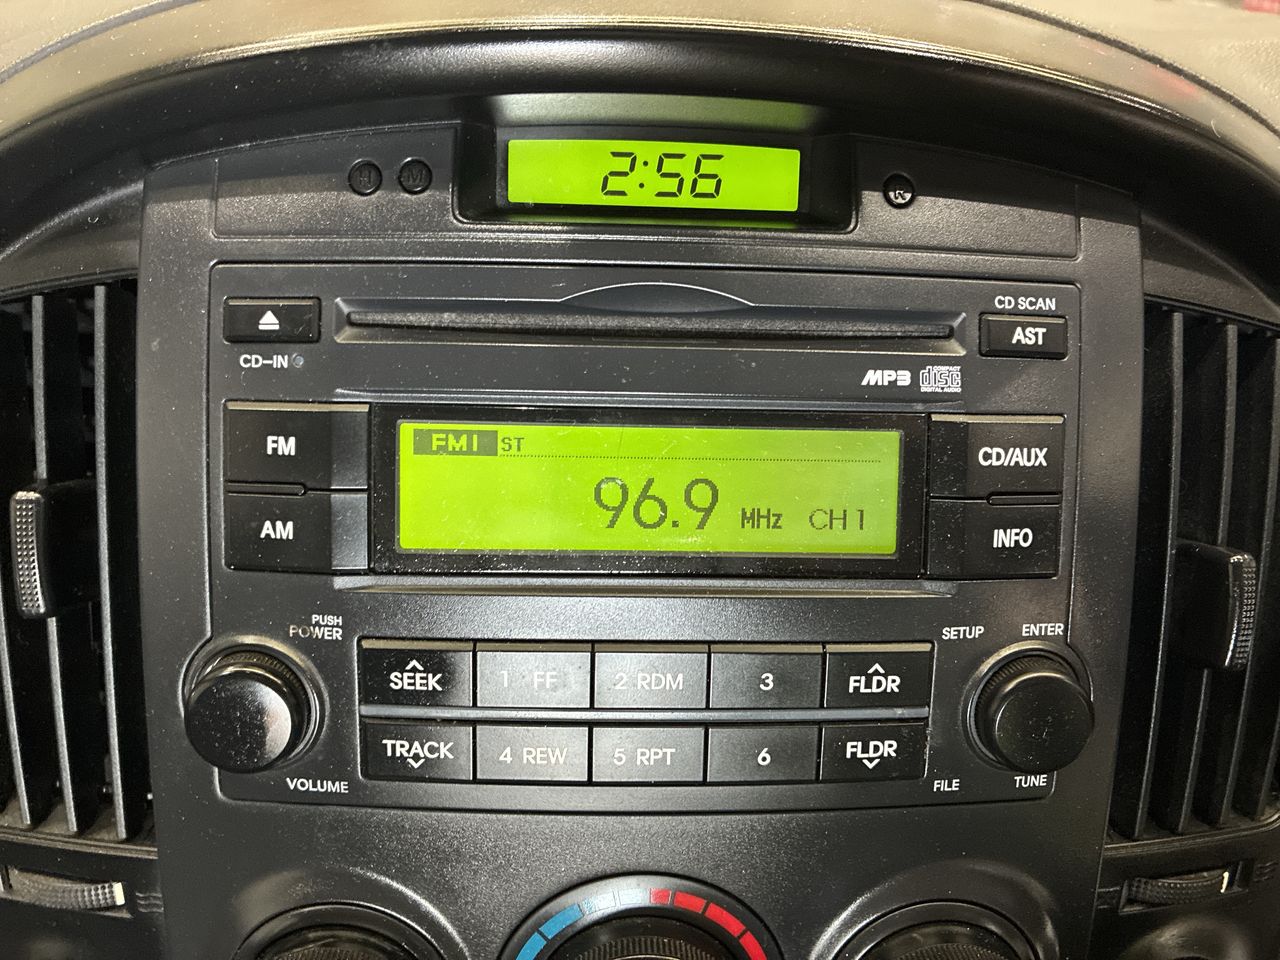 H M 2:56 R
CD SCAN
AST
CD-IN
MP3 COMPACT disc DIGITAL AUDIO
FM
FM1 ST
CD/AUX
96.9 MHz CH 1
AM
INFO
PUSH
POWER
SETUP ENTER
SEEK 1 FF 2 RDM 3 FLDR
TRACK 4 REW 5 RPT 6 FLDR
VOLUME
FILE TUNE